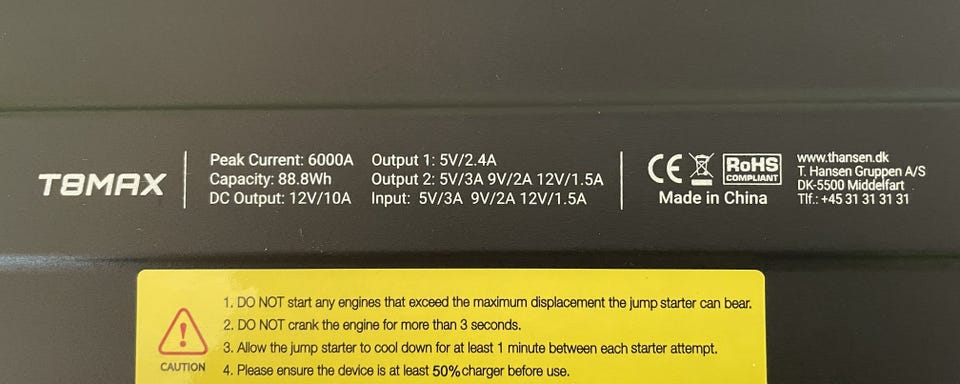 T8MAX
Peak Current: 6000A
Capacity: 88.8Wh
DC Output: 12V/10A
Output 1: 5V/2.4A
Output 2: 5V/3A 9V/2A 12V/1.5A
Input: 5V/3A 9V/2A 12V/1.5A
CE
RoHS
COMPLIANT
Made in China
www.thansen.dk
T. Hansen Gruppen A/S
DK-5500 Middelfart
Tlf.: +45 31 31 31 31
CAUTION
1. DO NOT start any engines that exceed the maximum displacement the jump starter can bear.
2. DO NOT crank the engine for more than 3 seconds.
3. Allow the jump starter to cool down for at least 1 minute between each starter attempt.
4. Please ensure the device is at least 50%charger before use.